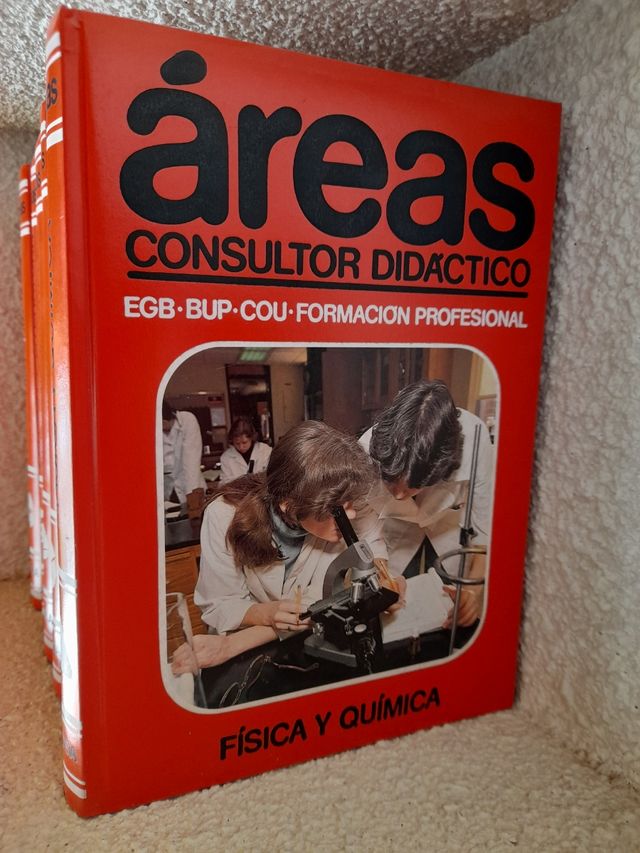 áreas
CONSULTOR DIDÁCTICO
EGB·BUP·COU·FORMACIÓN PROFESIONAL
FÍSICA Y QUÍMICA